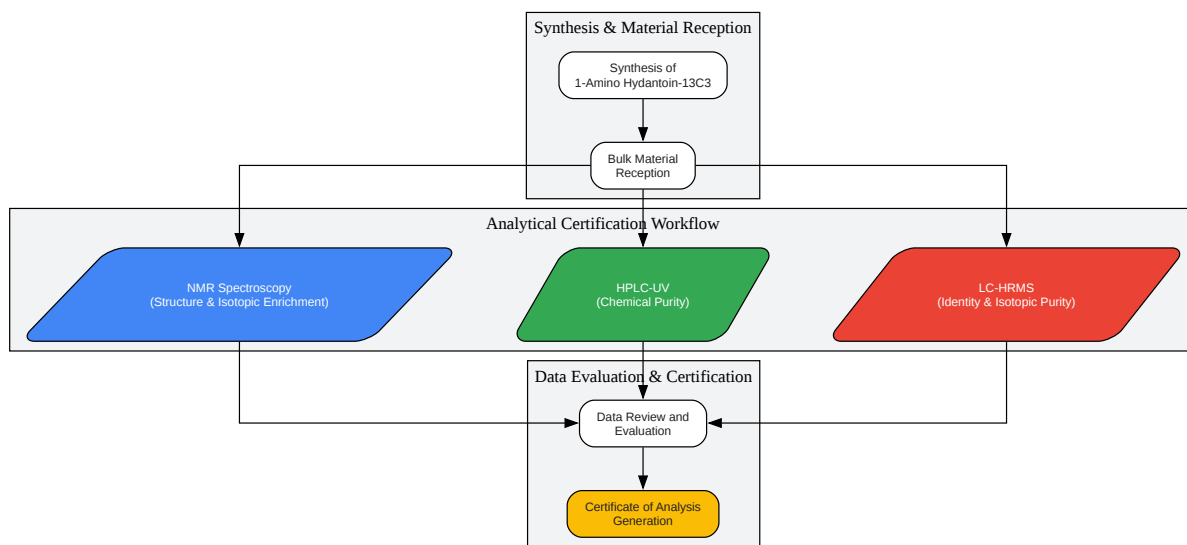 Synthesis & Material Reception
Synthesis of
1-Amino Hydantoin-13C3
Bulk Material
Reception
Analytical Certification Workflow
NMR Spectroscopy
(Structure & Isotopic Enrichment)
HPLC-UV
(Chemical Purity)
LC-HRMS
(Identity & Isotopic Purity)
Data Evaluation & Certification
Data Review and
Evaluation
Certificate of Analysis
Generation